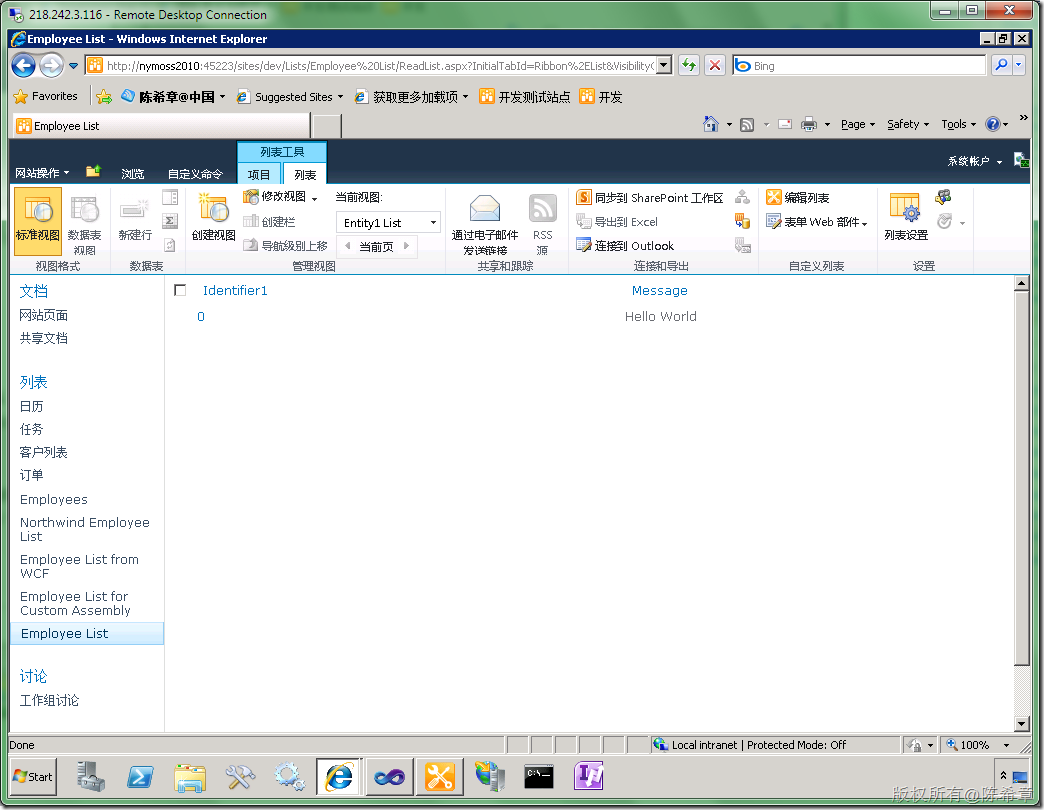 218.242.3.116 - Remote Desktop Connection
Employee List - Windows Internet Explorer
http://nymoss2010:45223/sites/dev/Lists/Employee%20List/ReadList.aspx?InitialTabId=Ribbon%2EList&Visibility
Bing
Favorites 陈希章@中国 Suggested Sites 获取更多加载项 开发测试站点 开发
Employee List
Page Safety Tools
列表工具
系统帐户
网站操作 浏览 自定义命令 项目 列表
标准视图
数据表
视图
视图格式
新建行
数据表
创建视图
修改视图
创建栏
导航级别上移
当前视图:
Entity1 List
当前页
管理视图
通过电子邮件
发送链接
RSS
源
共享和跟踪
同步到 SharePoint 工作区
导出到 Excel
连接到 Outlook
连接和导出
编辑列表
表单 Web 部件
自定义列表
列表设置
设置
文档
网站页面
共享文档
列表
日历
任务
客户列表
订单
Employees
Northwind Employee
List
Employee List from
WCF
Employee List for
Custom Assembly
Employee List
讨论
工作组讨论
Identifier1 Message
0 Hello World
Done
Local intranet | Protected Mode: Off
100%
Start
版权所有@陈希章